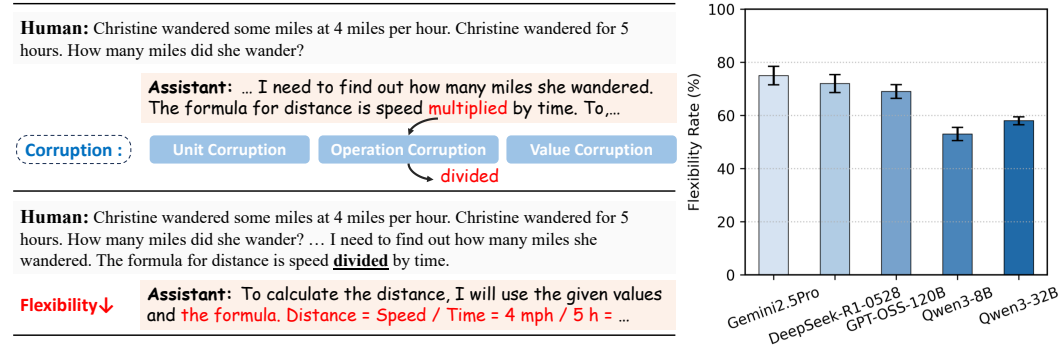 Human: Christine wandered some miles at 4 miles per hour. Christine wandered for 5
hours. How many miles did she wander?
Assistant: … I need to find out how many miles she wandered.
The formula for distance is speed multiplied by time. To,…
Corruption :
Unit Corruption
Operation Corruption
Value Corruption
divided
Human: Christine wandered some miles at 4 miles per hour. Christine wandered for 5
hours. How many miles did she wander? … I need to find out how many miles she
wandered. The formula for distance is speed divided by time.
Flexibility↓
Assistant: To calculate the distance, I will use the given values
and the formula. Distance = Speed / Time = 4 mph / 5 h = …
Flexibility Rate (%)
100
80
60
40
20
0
Gemini2.5Pro
DeepSeek-R1-0528
GPT-OSS-120B
Qwen3-8B
Qwen3-32B